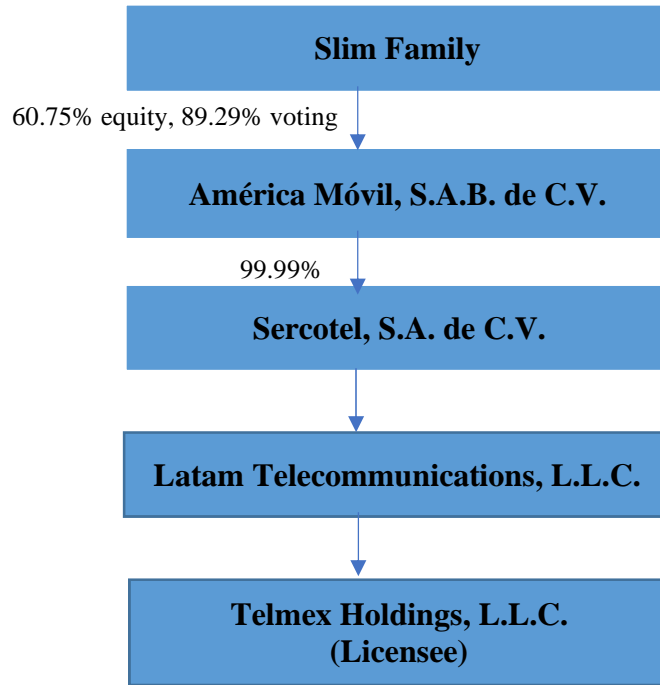 Slim Family
60.75% equity, 89.29% voting
América Móvil, S.A.B. de C.V.
99.99%
Sercotel, S.A. de C.V.
Latam Telecommunications, L.L.C.
Telmex Holdings, L.L.C.
(Licensee)